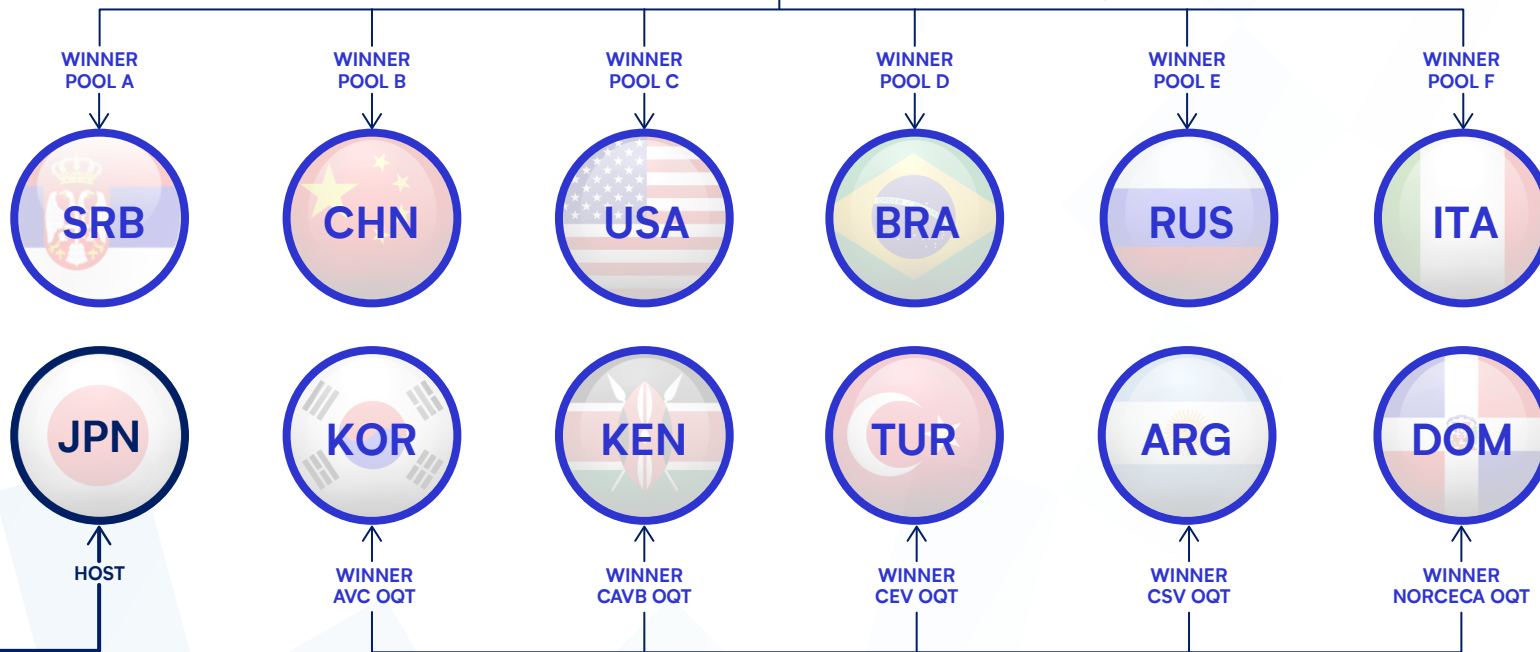 WINNER
POOL A
WINNER
POOL B
WINNER
POOL C
WINNER
POOL D
WINNER
POOL E
WINNER
POOL F
SRB
CHN
USA
BRA
RUS
ITA
JPN
KOR
KEN
TUR
ARG
DOM
HOST
WINNER
AVC OQT
WINNER
CAVB OQT
WINNER
CEV OQT
WINNER
CSV OQT
WINNER
NORCECA OQT